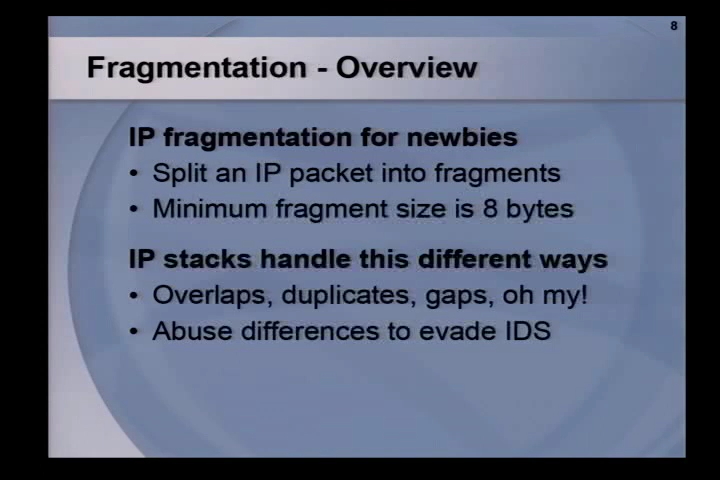 8
Fragmentation - Overview
IP fragmentation for newbies
• Split an IP packet into fragments
• Minimum fragment size is 8 bytes
IP stacks handle this different ways
• Overlaps, duplicates, gaps, oh my!
• Abuse differences to evade IDS